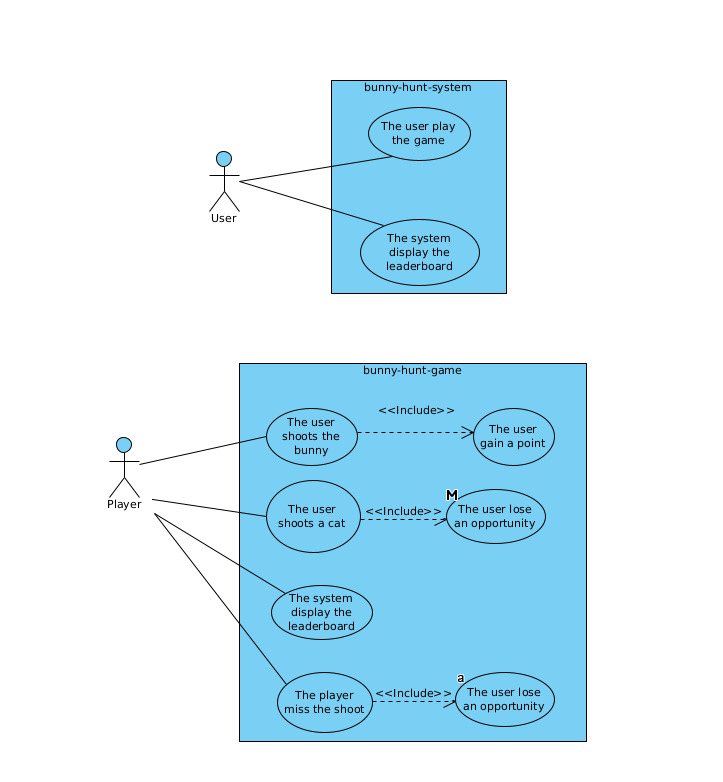 bunny-hunt-system
The user play
the game
User
The system
display the
leaderboard
bunny-hunt-game
The user
shoots the
bunny
<<Include>>
The user
gain a point
Player
The user
shoots a cat
<<Include>>
M
The user lose
an opportunity
The system
display the
leaderboard
The player
miss the shoot
<<Include>>
a
The user lose
an opportunity